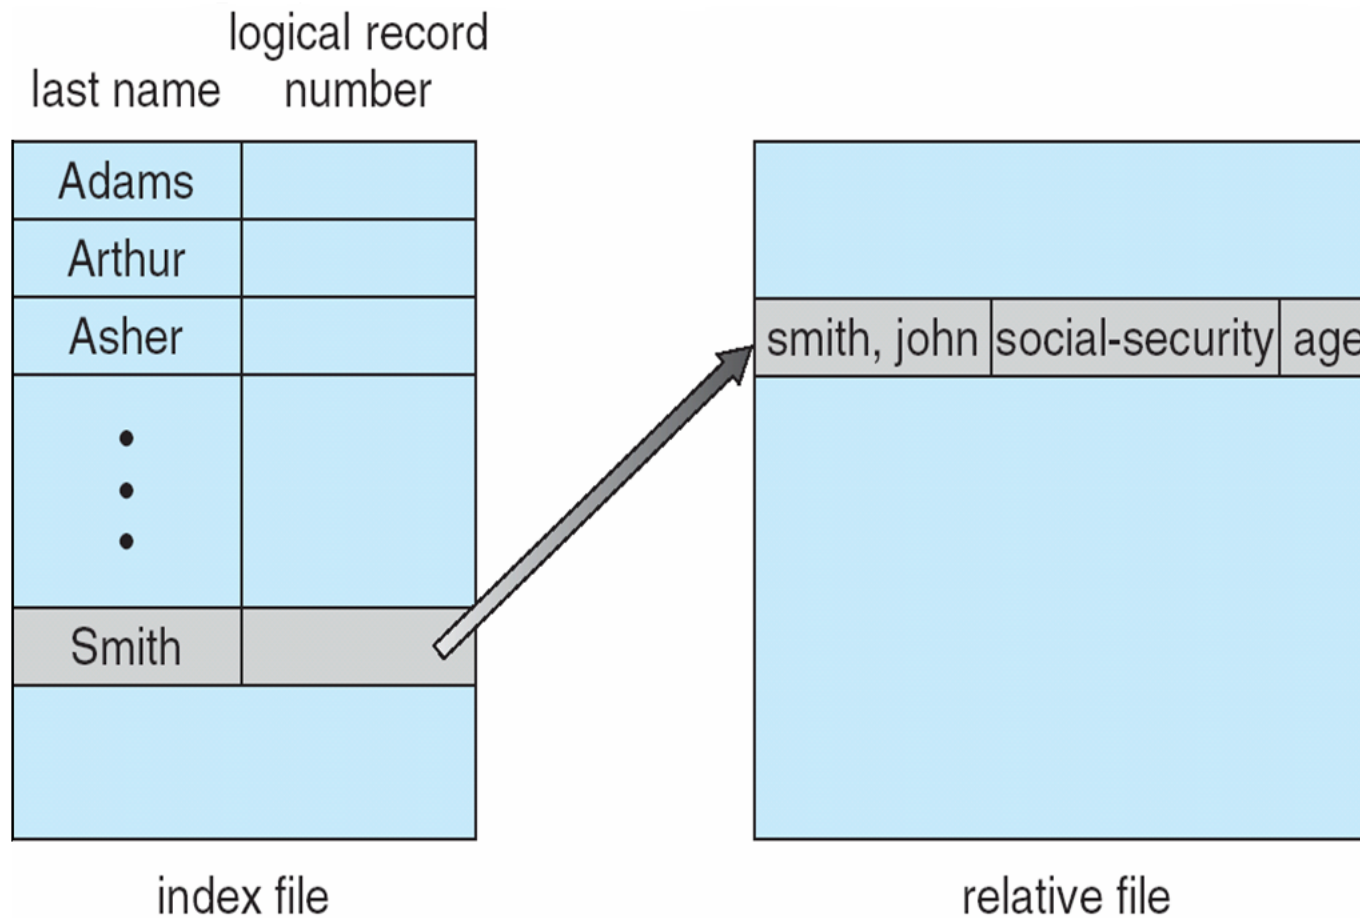 logical record
last name number
Adams
Arthur
Asher
smith, john social-security age
Smith
index file relative file